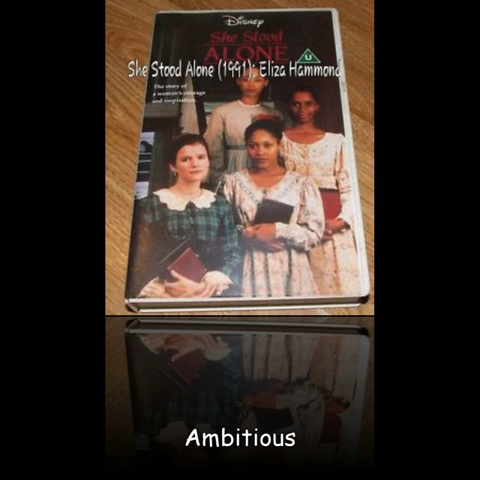 Disney
She Stood
ALONE
U
She Stood Alone (1991): Eliza Hammond
The story of
a woman's courage
and inspiration.
Ambitious